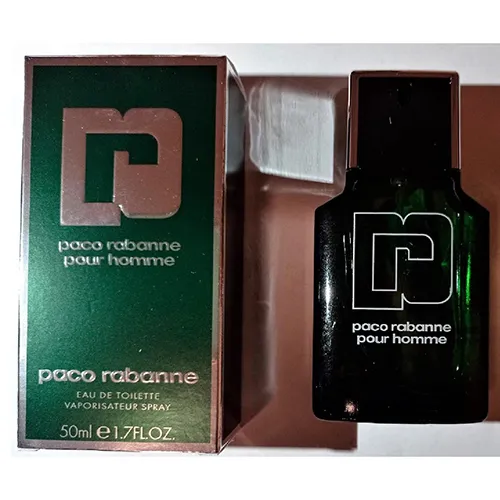 paco rabanne
pour homme
paco rabanne
EAU DE TOILETTE
VAPORISATEUR SPRAY
50ml e 1.7FL.OZ.
paco rabanne
pour homme